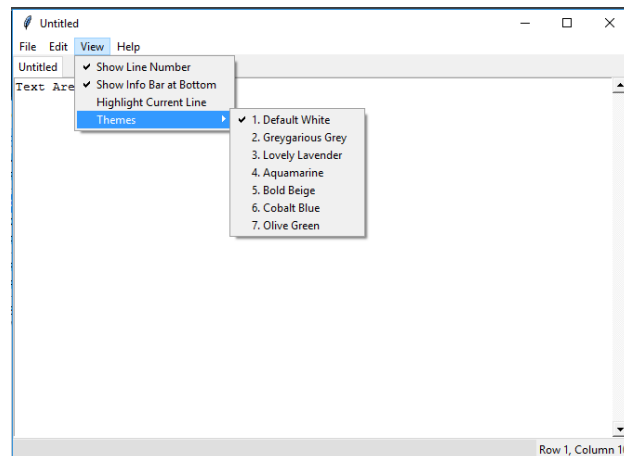 Untitled
File Edit View Help
Untitled
Show Line Number
Show Info Bar at Bottom
Highlight Current Line
Themes
Text Are
1. Default White
2. Greygarious Grey
3. Lovely Lavender
4. Aquamarine
5. Bold Beige
6. Cobalt Blue
7. Olive Green
Row 1, Column 10